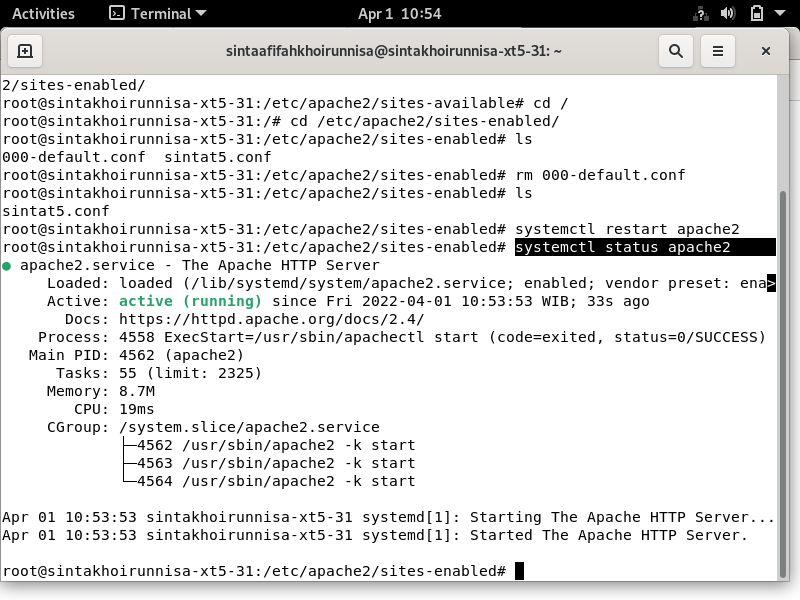 Activities Terminal Apr 1 10:54
sintaafifahkhoirunnisa@sintakhoirunnisa-xt5-31: ~
2/sites-enabled/
root@sintakhoirunnisa-xt5-31:/etc/apache2/sites-available# cd /
root@sintakhoirunnisa-xt5-31:/# cd /etc/apache2/sites-enabled/
root@sintakhoirunnisa-xt5-31:/etc/apache2/sites-enabled# ls
000-default.conf  sintat5.conf
root@sintakhoirunnisa-xt5-31:/etc/apache2/sites-enabled# rm 000-default.conf
root@sintakhoirunnisa-xt5-31:/etc/apache2/sites-enabled# ls
sintat5.conf
root@sintakhoirunnisa-xt5-31:/etc/apache2/sites-enabled# systemctl restart apache2
root@sintakhoirunnisa-xt5-31:/etc/apache2/sites-enabled# systemctl status apache2
● apache2.service - The Apache HTTP Server
     Loaded: loaded (/lib/systemd/system/apache2.service; enabled; vendor preset: ena>
     Active: active (running) since Fri 2022-04-01 10:53:53 WIB; 33s ago
       Docs: https://httpd.apache.org/docs/2.4/
    Process: 4558 ExecStart=/usr/sbin/apachectl start (code=exited, status=0/SUCCESS)
   Main PID: 4562 (apache2)
      Tasks: 55 (limit: 2325)
     Memory: 8.7M
        CPU: 19ms
     CGroup: /system.slice/apache2.service
             ├─4562 /usr/sbin/apache2 -k start
             ├─4563 /usr/sbin/apache2 -k start
             └─4564 /usr/sbin/apache2 -k start
Apr 01 10:53:53 sintakhoirunnisa-xt5-31 systemd[1]: Starting The Apache HTTP Server...
Apr 01 10:53:53 sintakhoirunnisa-xt5-31 systemd[1]: Started The Apache HTTP Server.
root@sintakhoirunnisa-xt5-31:/etc/apache2/sites-enabled#